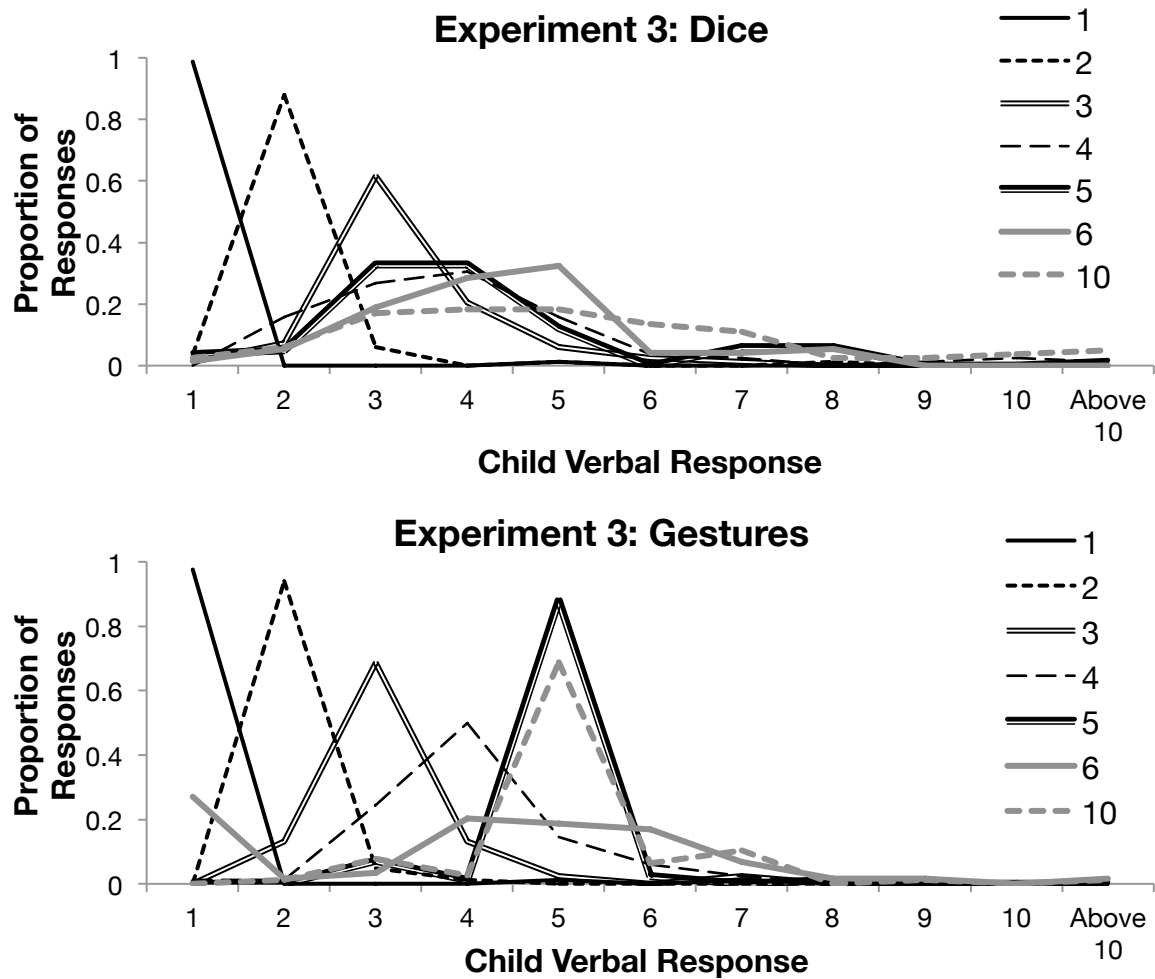 Experiment 3: Dice
Proportion of
Responses
1
0.8
0.6
0.4
0.2
0
1 2 3 4 5 6 7 8 9 10 Above
10
Child Verbal Response
1
2
3
4
5
6
10
Experiment 3: Gestures
Proportion of
Responses
1
0.8
0.6
0.4
0.2
0
1 2 3 4 5 6 7 8 9 10 Above
10
Child Verbal Response
1
2
3
4
5
6
10